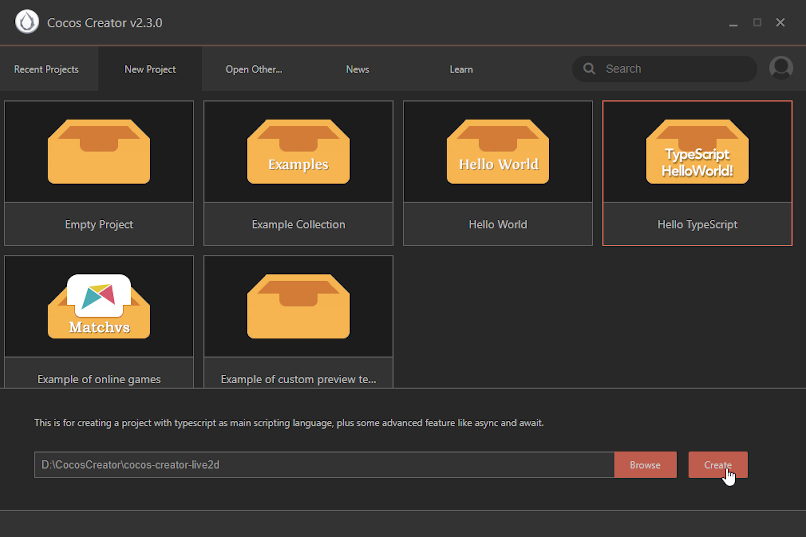 Cocos Creator v2.3.0
Recent Projects
New Project
Open Other...
News
Learn
Search
Examples
Hello World
TypeScript
HelloWorld!
Empty Project
Example Collection
Hello World
Hello TypeScript
Matchvs
Example of online games
Example of custom preview te...
This is for creating a project with typescript as main scripting language, plus some advanced feature like async and await.
D:\CocosCreator\cocos-creator-live2d
Browse
Create